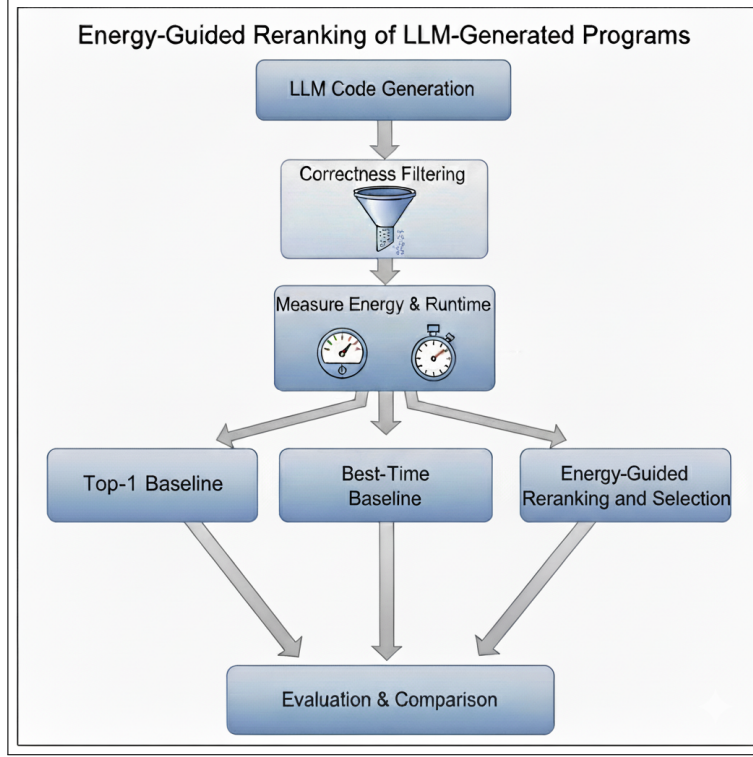 Energy-Guided Reranking of LLM-Generated Programs
LLM Code Generation
Correctness Filtering
Measure Energy & Runtime
Top-1 Baseline
Best-Time
Baseline
Energy-Guided
Reranking and Selection
Evaluation & Comparison